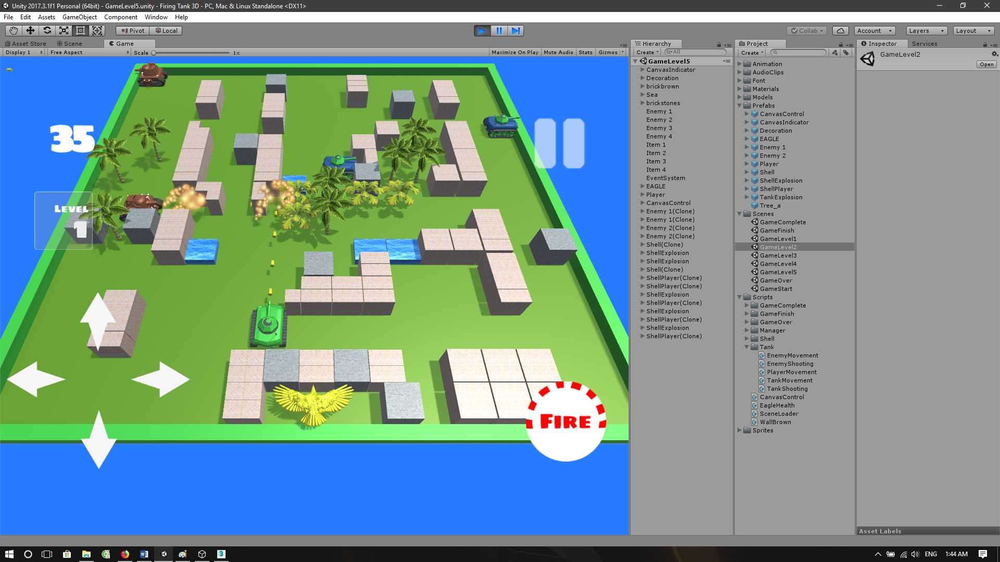 Unity 2017.3.1f1 Personal (64bit) - GameLevel5.unity - Firing Tank 3D - PC, Mac & Linux Standalone <DX11>
File Edit Assets GameObject Component Window Help
Pivot Local Collab Account Layers Layout
Asset Store Scene Game
Display 1 Free Aspect Scale 1x Maximize On Play Mute Audio Stats Gizmos
35
LEVEL
1
FIRE
Hierarchy
Create All
GameLevel5
CanvasIndicator
Decoration
brickbrown
Sea
brickstones
Enemy 1
Enemy 2
Enemy 3
Enemy 4
Item 1
Item 2
Item 3
Item 4
EventSystem
EAGLE
Player
CanvasControl
Enemy 1(Clone)
Enemy 1(Clone)
Enemy 2(Clone)
Enemy 2(Clone)
Shell(Clone)
ShellExplosion
ShellExplosion
Shell(Clone)
ShellPlayer(Clone)
ShellPlayer(Clone)
ShellExplosion
ShellPlayer(Clone)
ShellExplosion
ShellPlayer(Clone)
ShellExplosion
ShellPlayer(Clone)
Project
Create
Animation
AudioClips
Font
Materials
Models
Prefabs
CanvasControl
CanvasIndicator
Decoration
EAGLE
Enemy 1
Enemy 2
Player
Shell
ShellExplosion
ShellPlayer
TankExplosion
Tree_a
Scenes
GameComplete
GameFinish
GameLevel1
GameLevel2
GameLevel3
GameLevel4
GameLevel5
GameOver
GameStart
Scripts
GameComplete
GameFinish
GameOver
Manager
Shell
Tank
EnemyMovement
EnemyShooting
PlayerMovement
TankMovement
TankShooting
CanvasControl
EagleHealth
SceneLoader
WallBrown
Sprites
Inspector Services
GameLevel2
Open
Asset Labels
ENG 1:44 AM